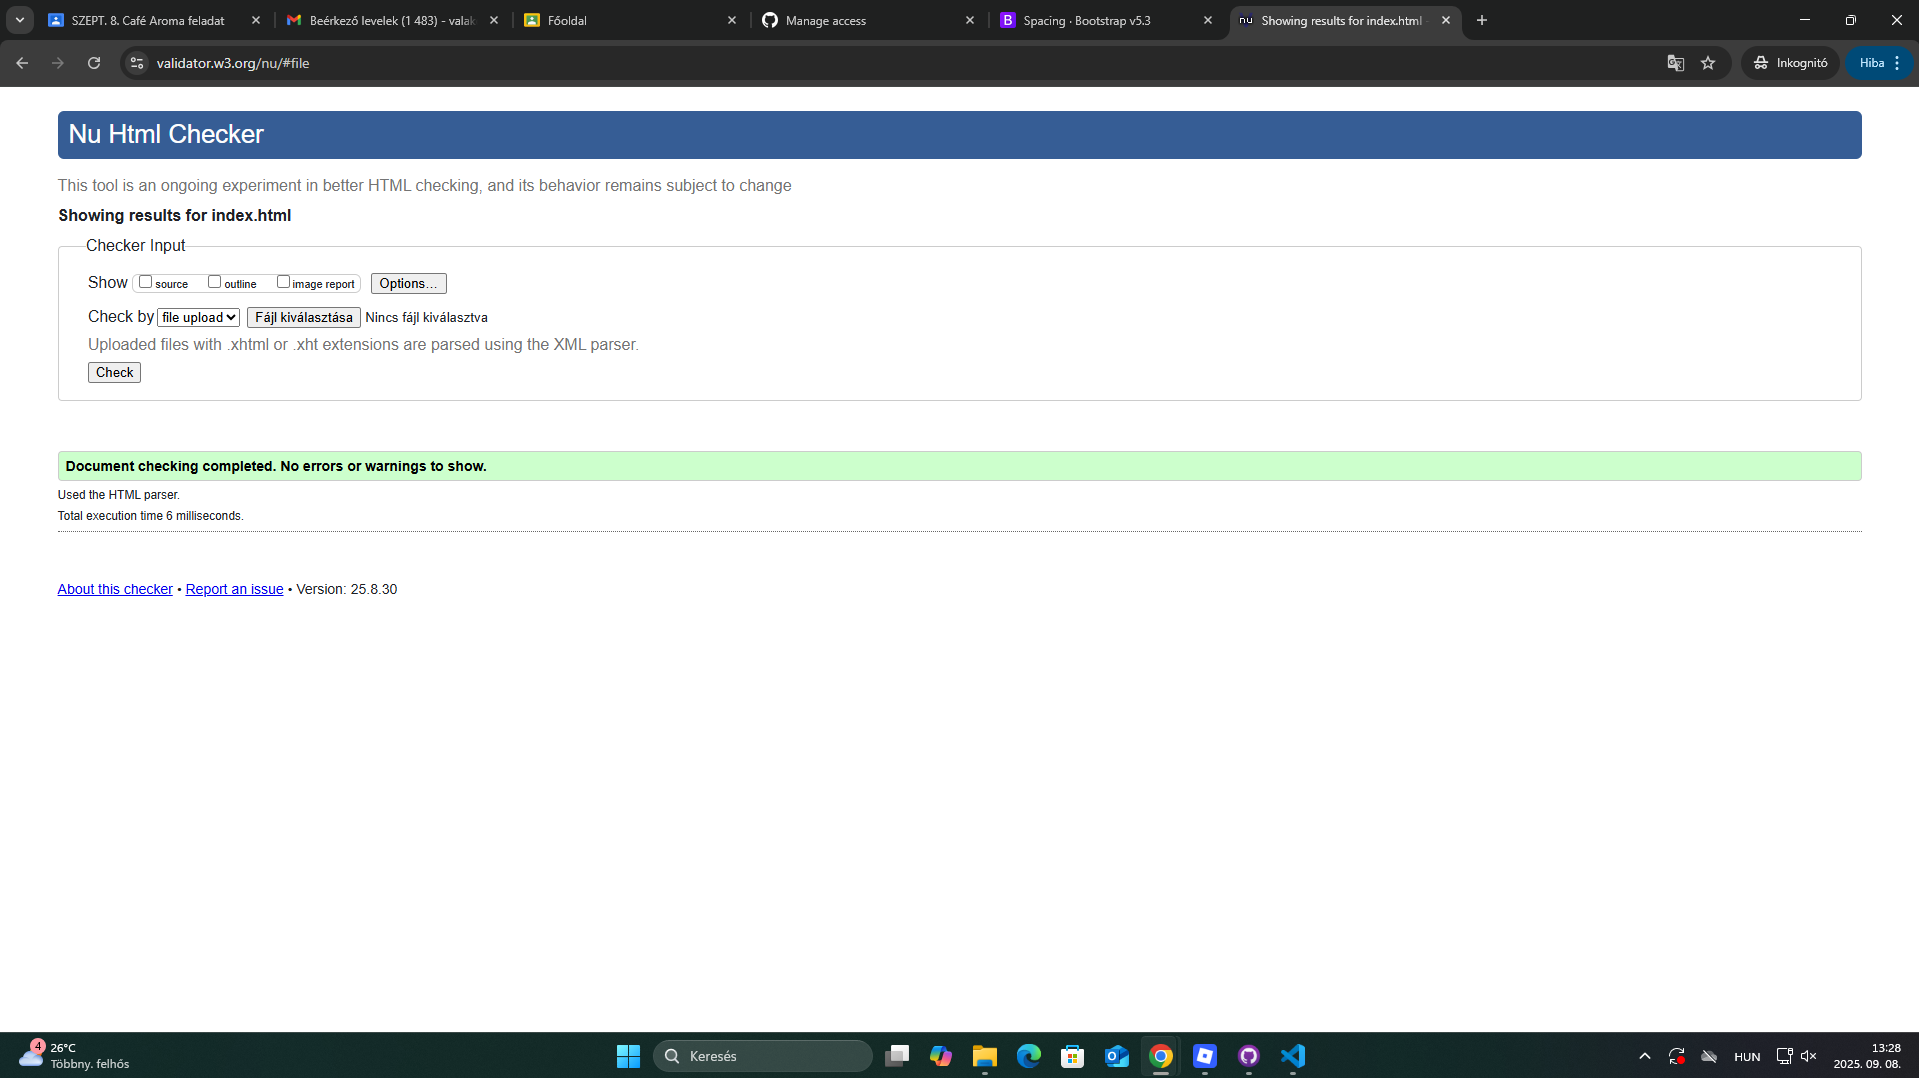 SZEPT. 8. Café Aroma feladat
Beérkező levelek (1 483) - valak
Főoldal
Manage access
Spacing · Bootstrap v5.3
Showing results for index.html -
validator.w3.org/nu/#file
Inkognitó
Hiba
Nu Html Checker
This tool is an ongoing experiment in better HTML checking, and its behavior remains subject to change
Showing results for index.html
Checker Input
Show source outline image report Options...
Check by file upload Fájl kiválasztása Nincs fájl kiválasztva
Uploaded files with .xhtml or .xht extensions are parsed using the XML parser.
Check
Document checking completed. No errors or warnings to show.
Used the HTML parser.
Total execution time 6 milliseconds.
About this checker • Report an issue • Version: 25.8.30
4
26°C
Többny. felhős
Keresés
HUN
13:28
2025. 09. 08.